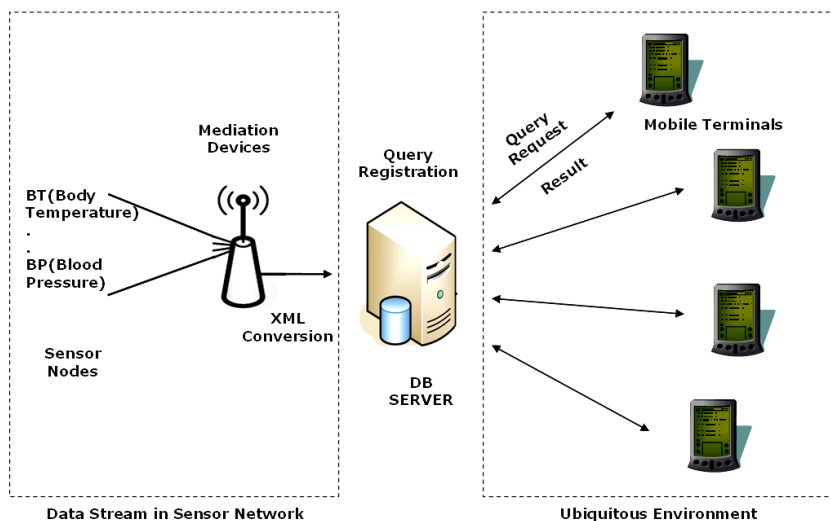 Mediation
Devices
BT(Body
Temperature)
.
.
BP(Blood
Pressure)
XML
Conversion
Sensor
Nodes
Data Stream in Sensor Network
Query
Registration
DB
SERVER
Query
Request
Result
Mobile Terminals
Ubiquitous Environment